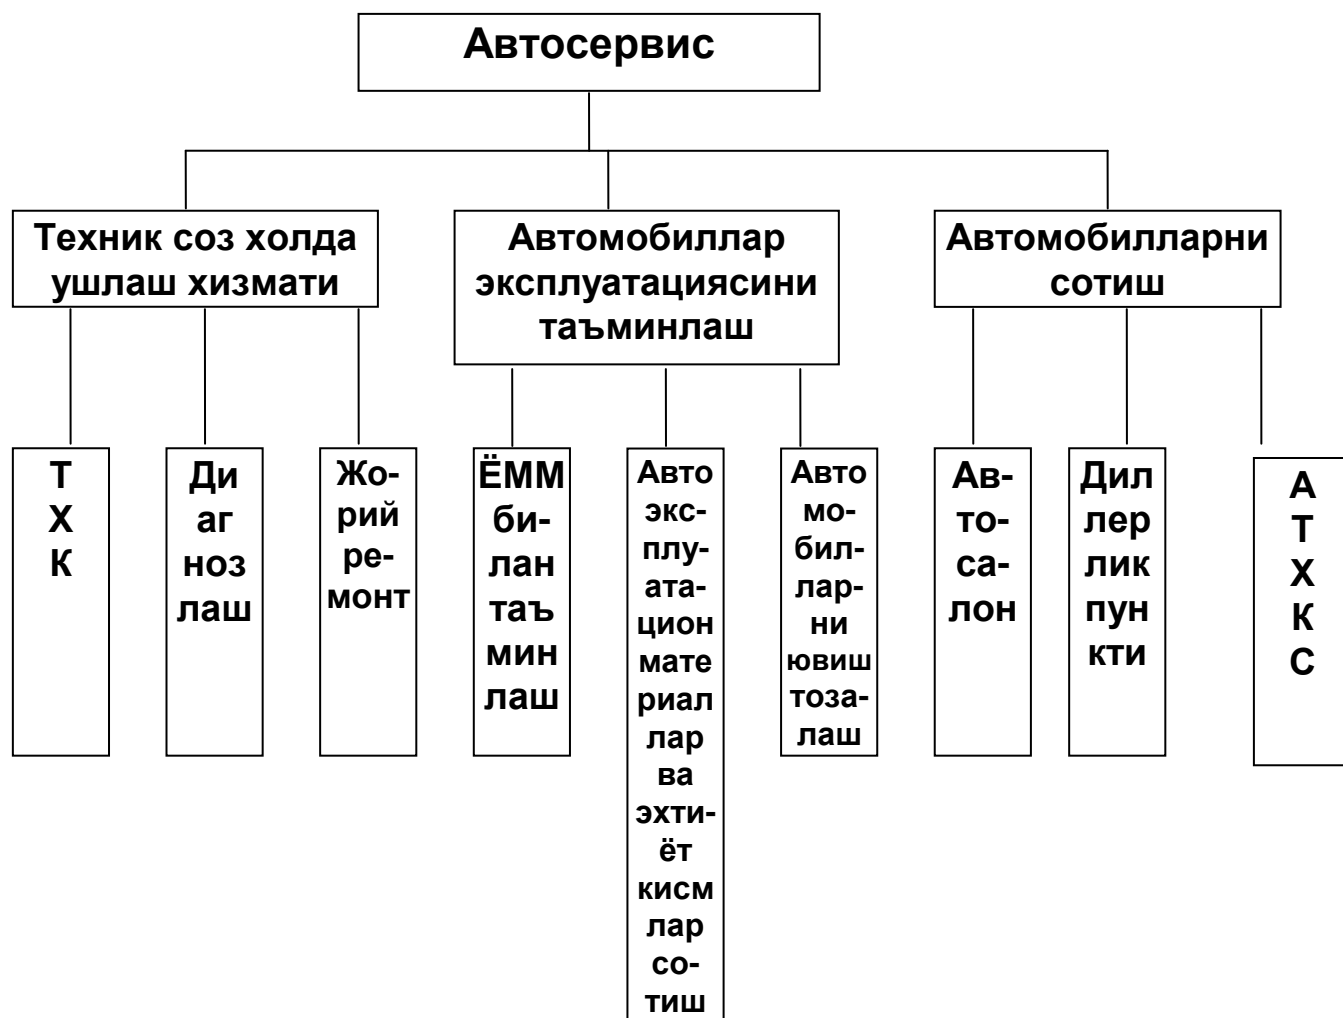 Автосервис
Техник соз холда
ушлаш хизмати
Автомобиллар
эксплуатациясини
таъминлаш
Автомобилларни
сотиш
Т
Х
К
Ди
аг
ноз
лаш
Жо-
рий
ре-
монт
ЁММ
би-
лан
таъ
мин
лаш
Авто
экс-
плу-
ата-
цион
мате
риал
лар
ва
эхти-
ёт
кисм
лар
со-
тиш
Авто
мо-
бил-
лар-
ни
ювиш
тоза-
лаш
Ав-
то-
са-
лон
Дил
лер
лик
пун
кти
А
Т
Х
К
С